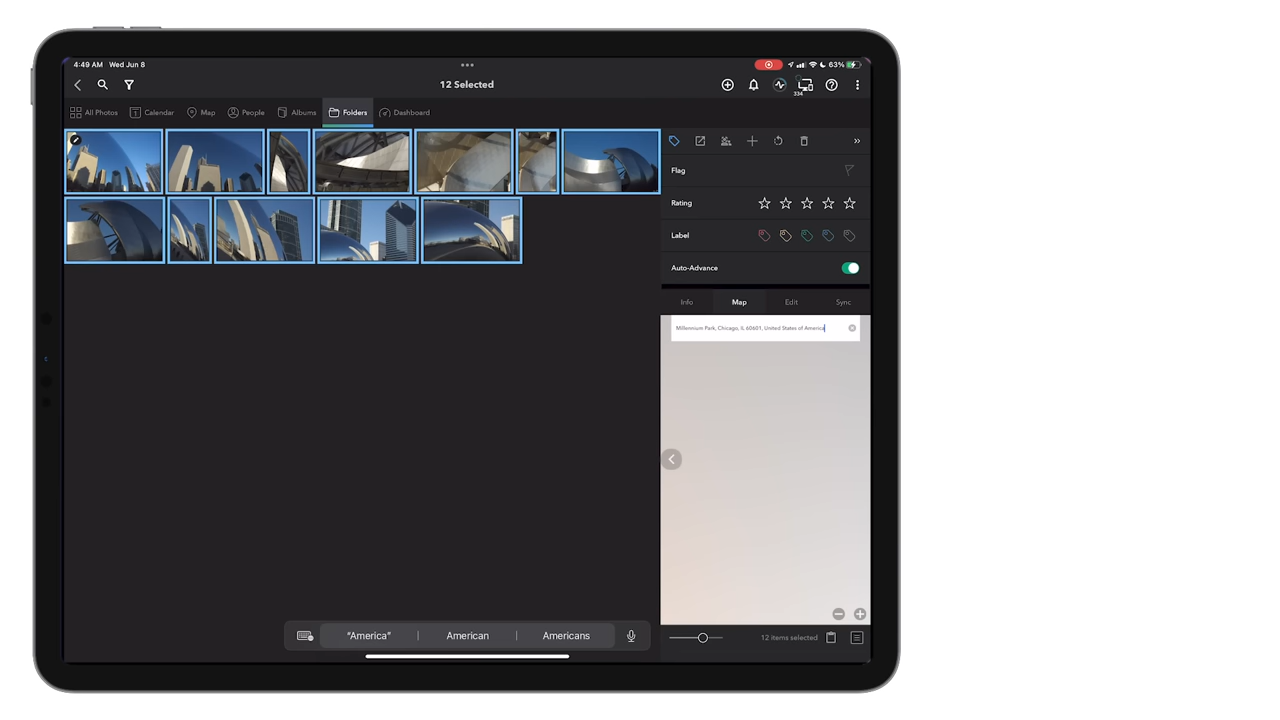 4:49 AM Wed Jun 8
63%
12 Selected
334
All Photos
1 Calendar
Map
People
Albums
Folders
Dashboard
Flag
Rating
Label
Auto-Advance
Info Map Edit Sync
Millennium Park, Chicago, IL 60601, United States of America
"America" American Americans
12 items selected